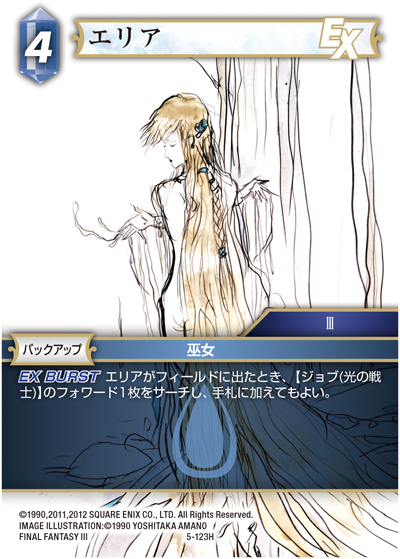 4
エリア
EX
III
バックアップ
巫女
EX BURST エリアがフィールドに出たとき、【ジョブ(光の戦
士)】のフォワード1枚をサーチし、手札に加えてもよい。
©1990,2011,2012 SQUARE ENIX CO., LTD. All Rights Reserved.
IMAGE ILLUSTRATION:©1990 YOSHITAKA AMANO
FINAL FANTASY III
5-123H